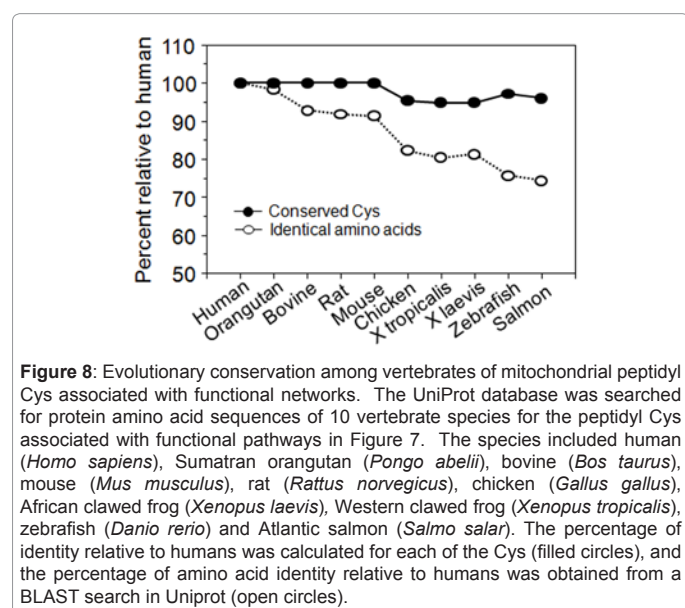 110
100
90
80
70
60
50
Percent relative to human
Conserved Cys
Identical amino acids
Human
Orangutan
Bovine
Rat
Mouse
Chicken
X tropicalis
X laevis
Zebrafish
Salmon
Figure 8: Evolutionary conservation among vertebrates of mitochondrial peptidyl
Cys associated with functional networks. The UniProt database was searched
for protein amino acid sequences of 10 vertebrate species for the peptidyl Cys
associated with functional pathways in Figure 7. The species included human
(Homo sapiens), Sumatran orangutan (Pongo abelii), bovine (Bos taurus),
mouse (Mus musculus), rat (Rattus norvegicus), chicken (Gallus gallus),
African clawed frog (Xenopus laevis), Western clawed frog (Xenopus tropicalis),
zebrafish (Danio rerio) and Atlantic salmon (Salmo salar). The percentage of
identity relative to humans was calculated for each of the Cys (filled circles), and
the percentage of amino acid identity relative to humans was obtained from a
BLAST search in Uniprot (open circles).